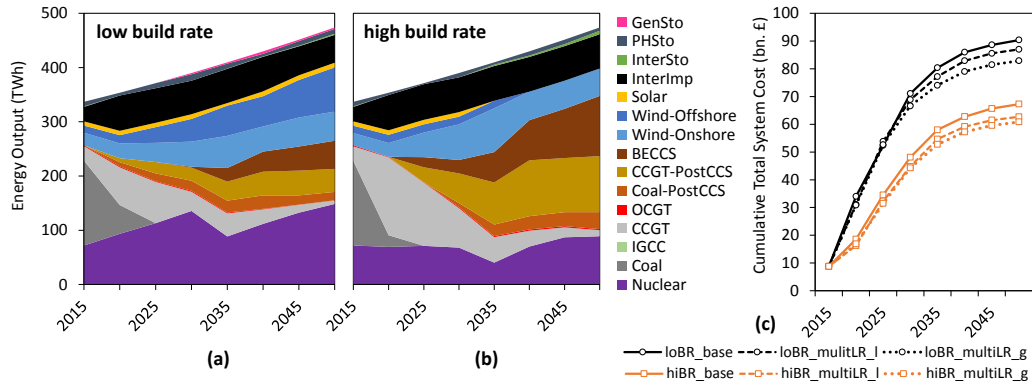 500
400
300
200
100
0
Energy Output (TWh)
low build rate
2015
2025
2035
2045
(a)
high build rate
2015
2025
2035
2045
(b)
GenSto
PHSto
InterSto
InterImp
Solar
Wind-Offshore
Wind-Onshore
BECCS
CCGT-PostCCS
Coal-PostCCS
OCGT
CCGT
IGCC
Coal
Nuclear
100
90
80
70
60
50
40
30
20
10
0
Cumulative Total System Cost (bn. £)
2015
2025
2035
2045
(c)
loBR_base loBR_mulitLR_l loBR_multiLR_g
hiBR_base hiBR_multiLR_l hiBR_multiLR_g